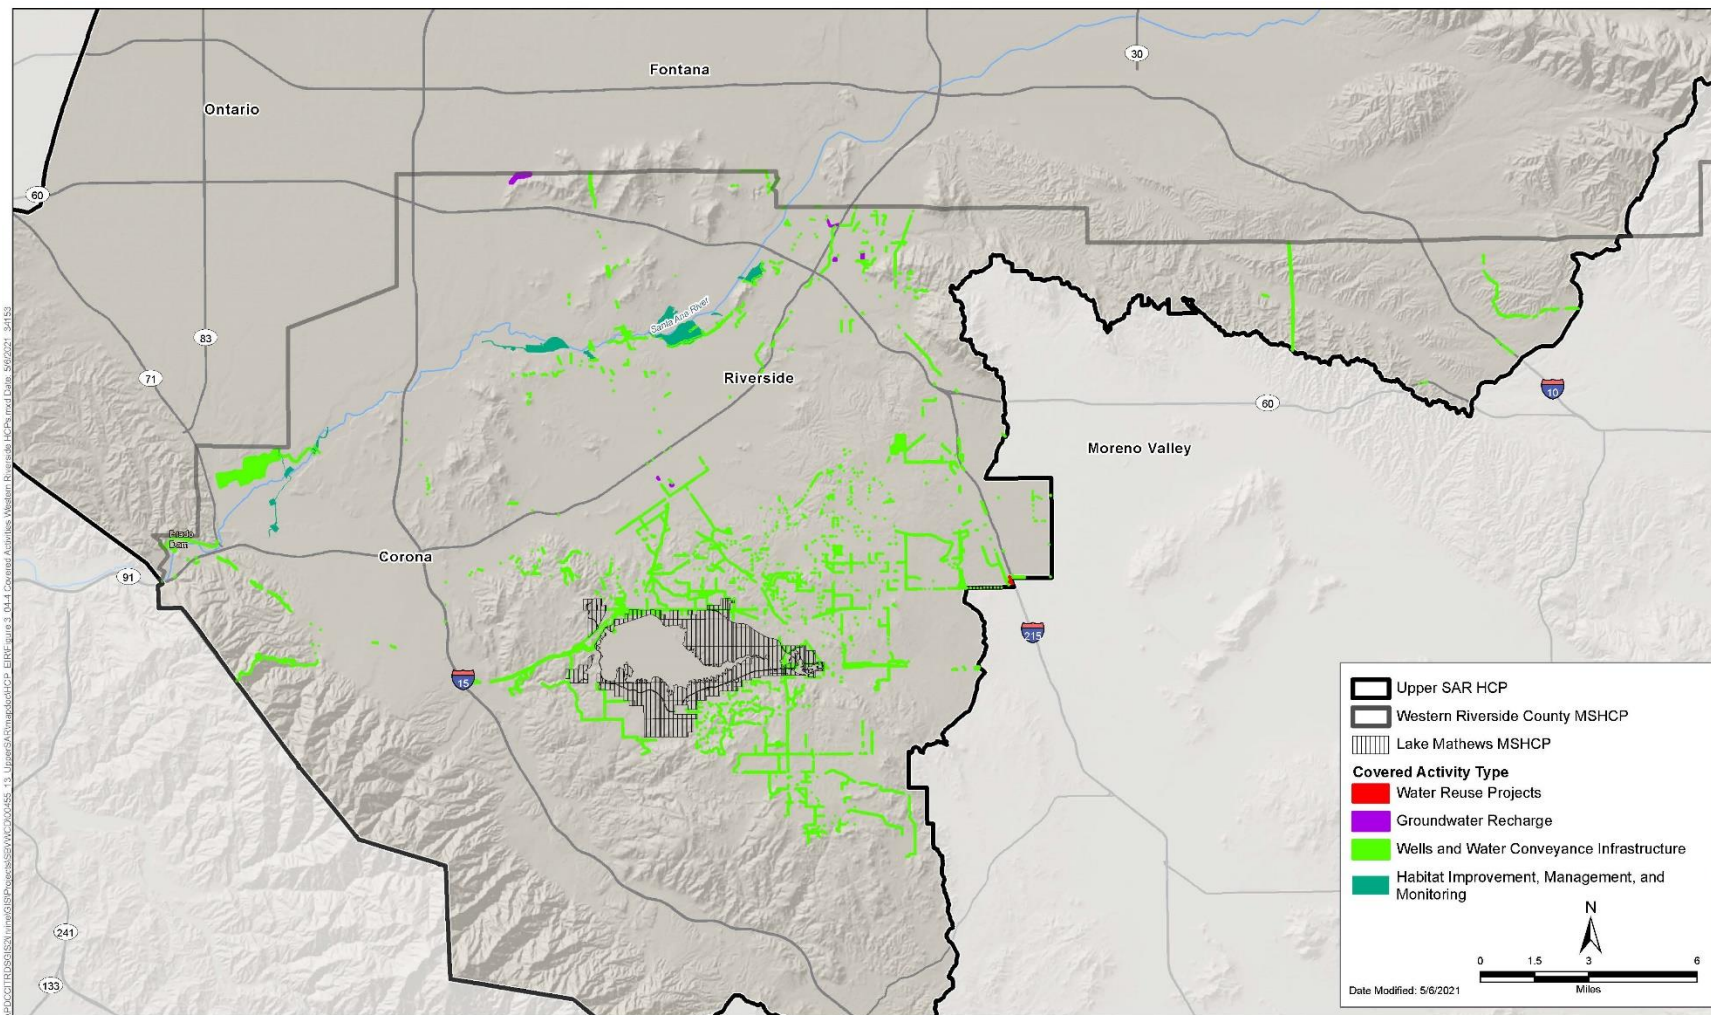 Fontana
30
Ontario
60
83
Santa Ana River
71
Riverside
10
60
Moreno Valley
Prado
Dam
Corona
91
215
15
241
133
Upper SAR HCP
Western Riverside County MSHCP
Lake Mathews MSHCP
Covered Activity Type
Water Reuse Projects
Groundwater Recharge
Wells and Water Conveyance Infrastructure
Habitat Improvement, Management, and
Monitoring
N
0 1.5 3 6
Miles
Date Modified: 5/6/2021